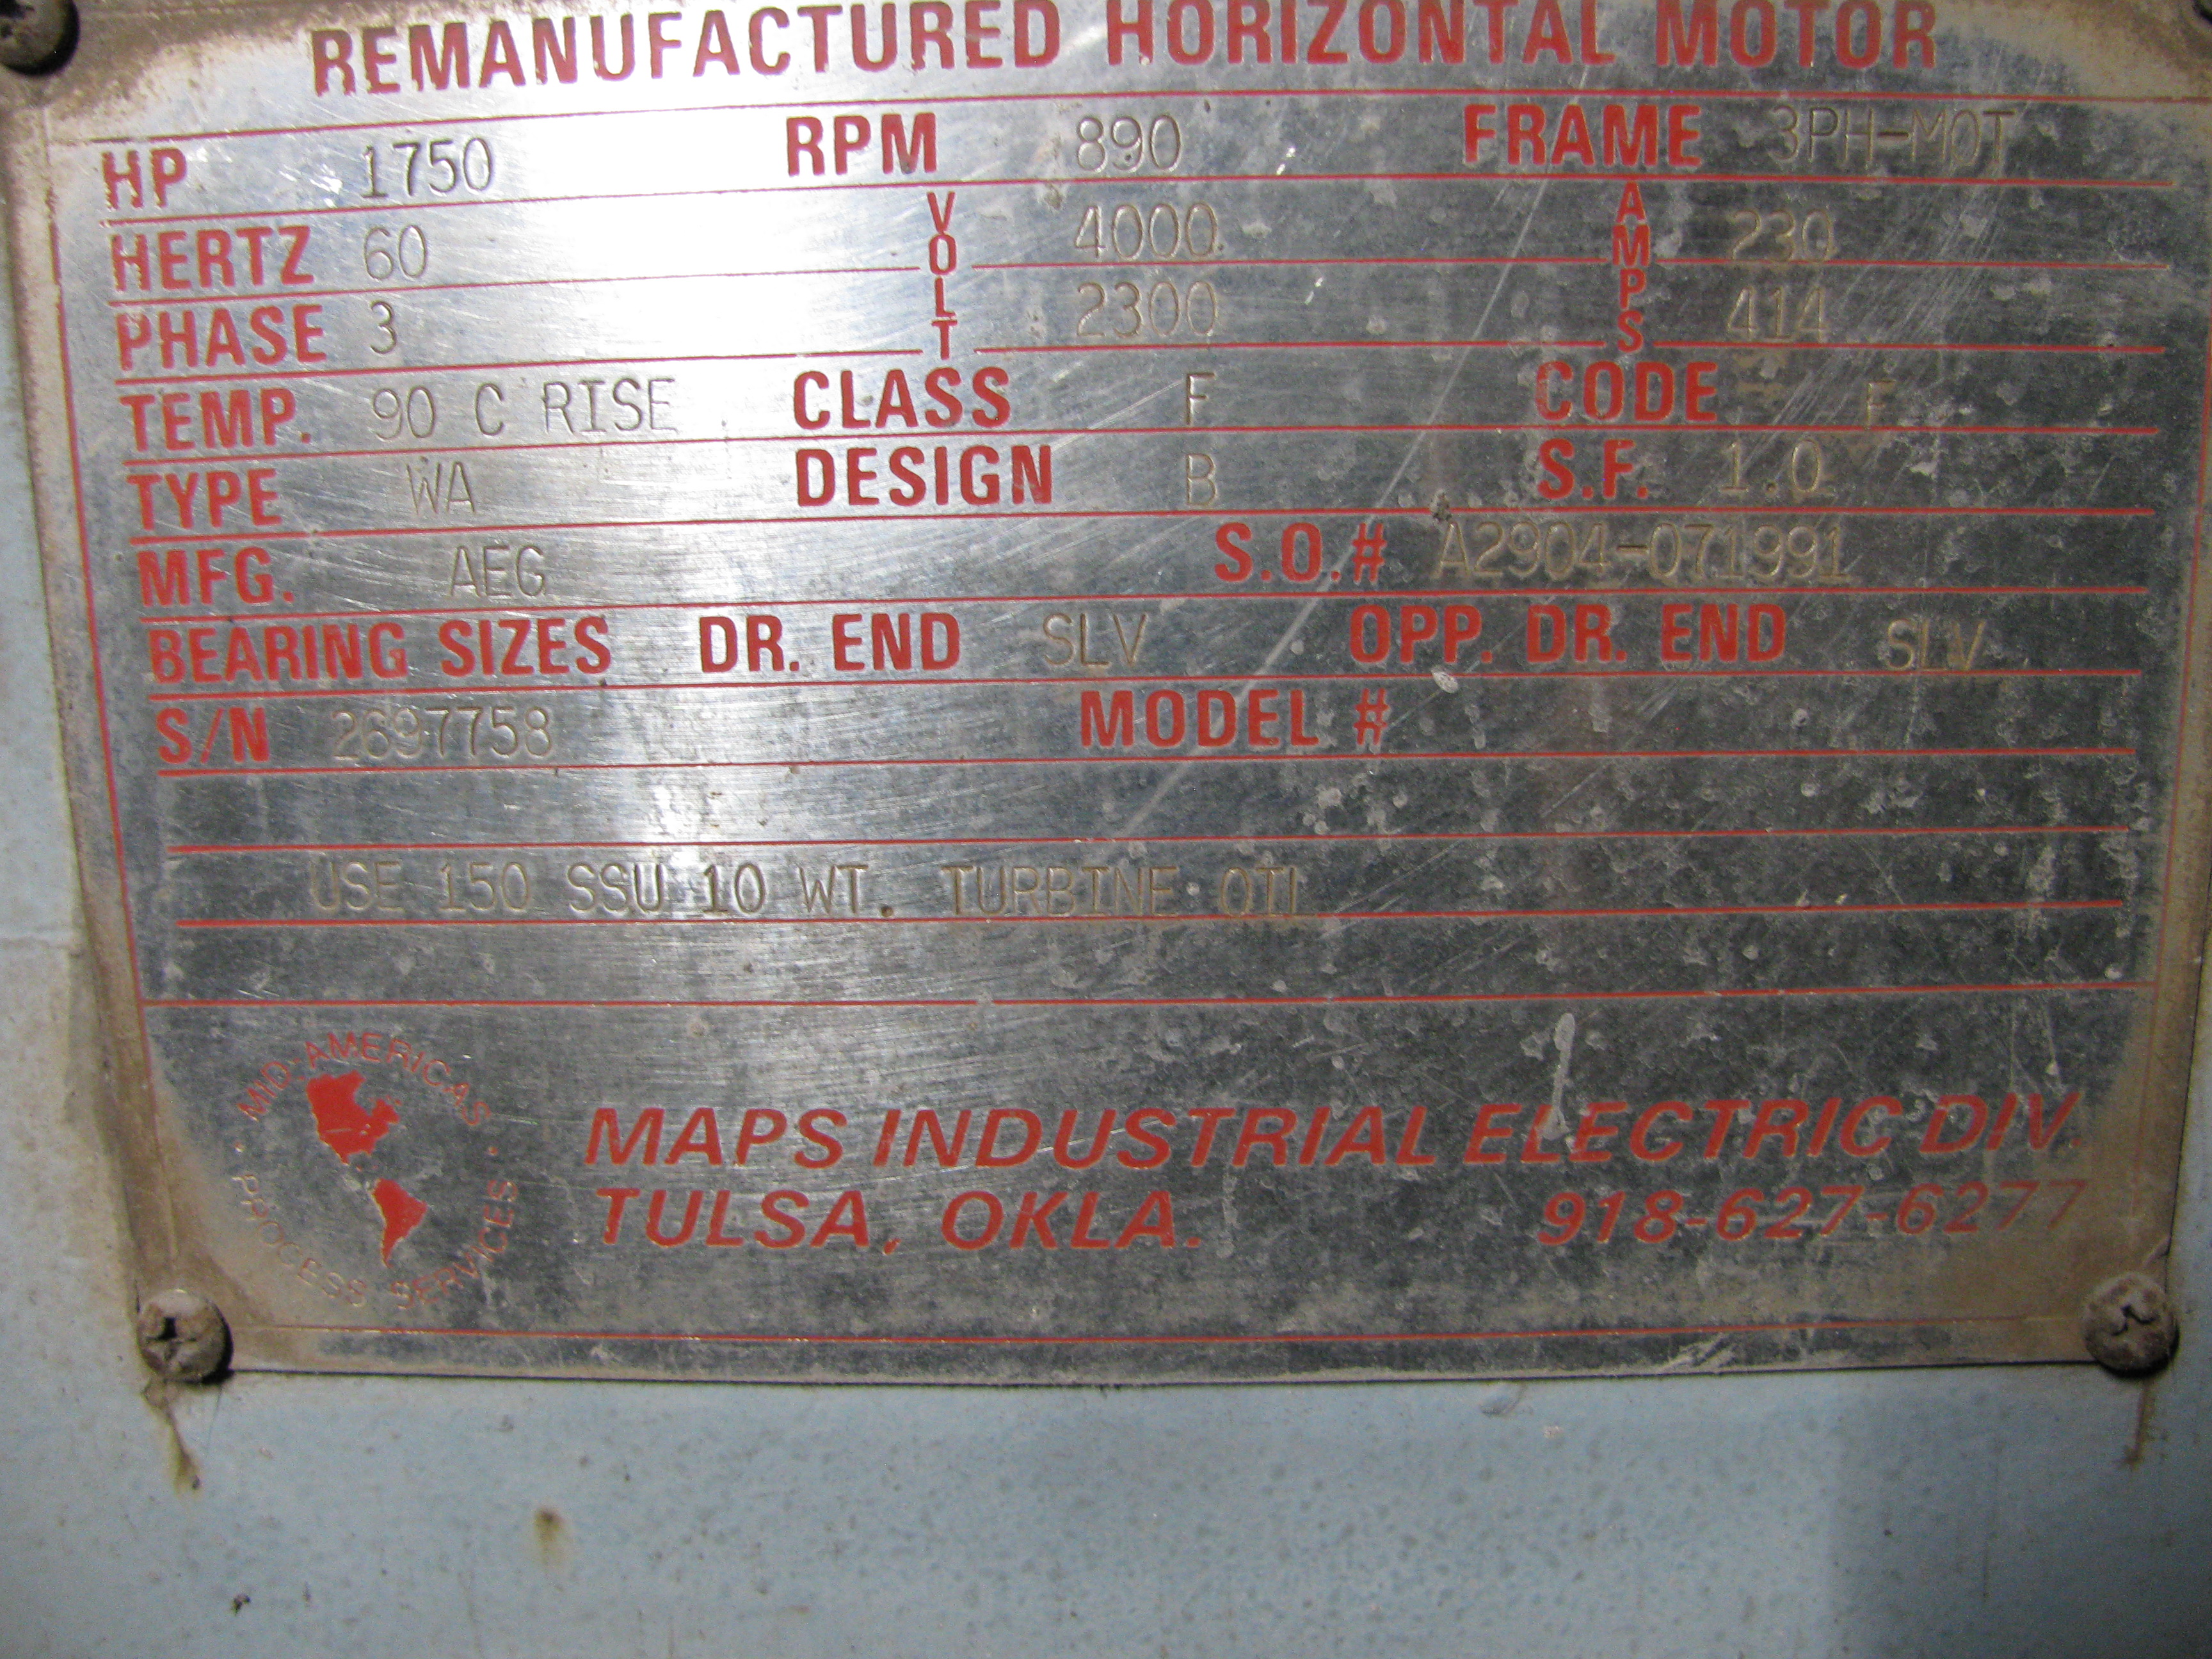 REMANUFACTURED HORIZONTAL MOTOR
HP 1750 RPM 890 FRAME 3PH-MOT
HERTZ 60 VOLT 4000 AMPS 230
PHASE 3 2300 414
TEMP. 90 C RISE CLASS F CODE F
TYPE WA DESIGN B S.F. 1.0
MFG. AEG S.O.# A2904-071991
BEARING SIZES DR. END SLV OPP. DR. END SLV
S/N 2697758 MODEL #
USE 150 SSU 10 WT. TURBINE OIL
MID-AMERICAS
PROCESS SERVICES
MAPS INDUSTRIAL ELECTRIC DIV.
TULSA, OKLA. 918-627-6277